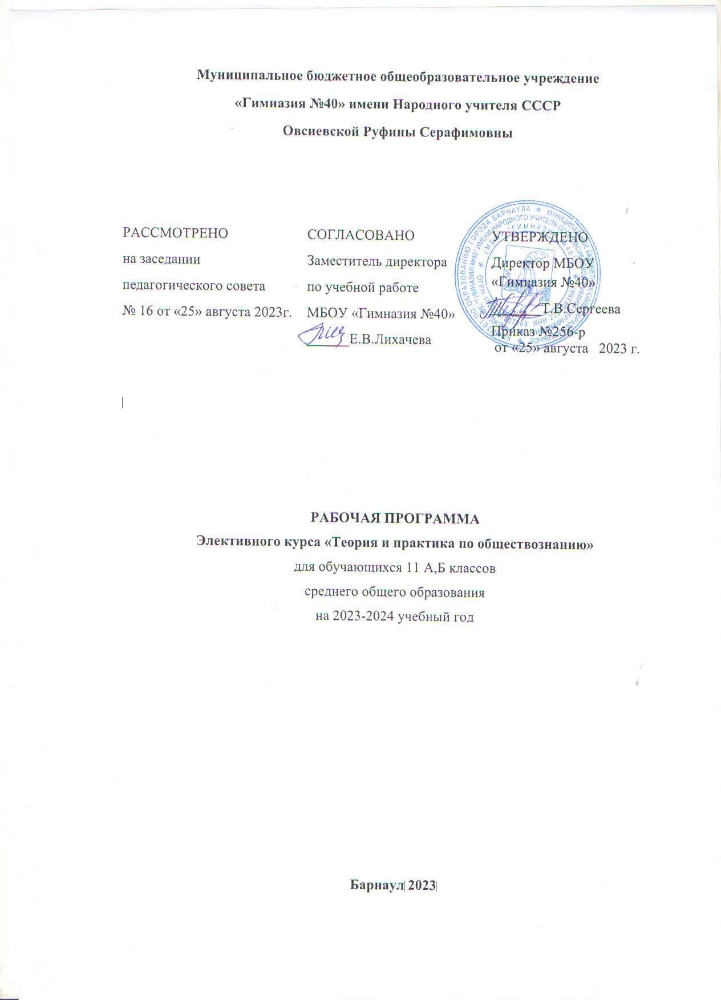 Муниципальное бюджетное общеобразовательное учреждение
«Гимназия №40» имени Народного учителя СССР
Овсиевской Руфины Серафимовны
РАССМОТРЕНО
на заседании
педагогического совета
№ 16 от «25» августа 2023г.
СОГЛАСОВАНО
Заместитель директора
по учебной работе
МБОУ «Гимназия №40»
______Е.В.Лихачева
УТВЕРЖДЕНО
Директор МБОУ
«Гимназия №40»
_______Т.В.Сергеева
Приказ №256-р
от «25» августа 2023 г.
РАБОЧАЯ ПРОГРАММА
Элективного курса «Теория и практика по обществознанию»
для обучающихся 11 А,Б классов
среднего общего образования
на 2023-2024 учебный год
Барнаул 2023